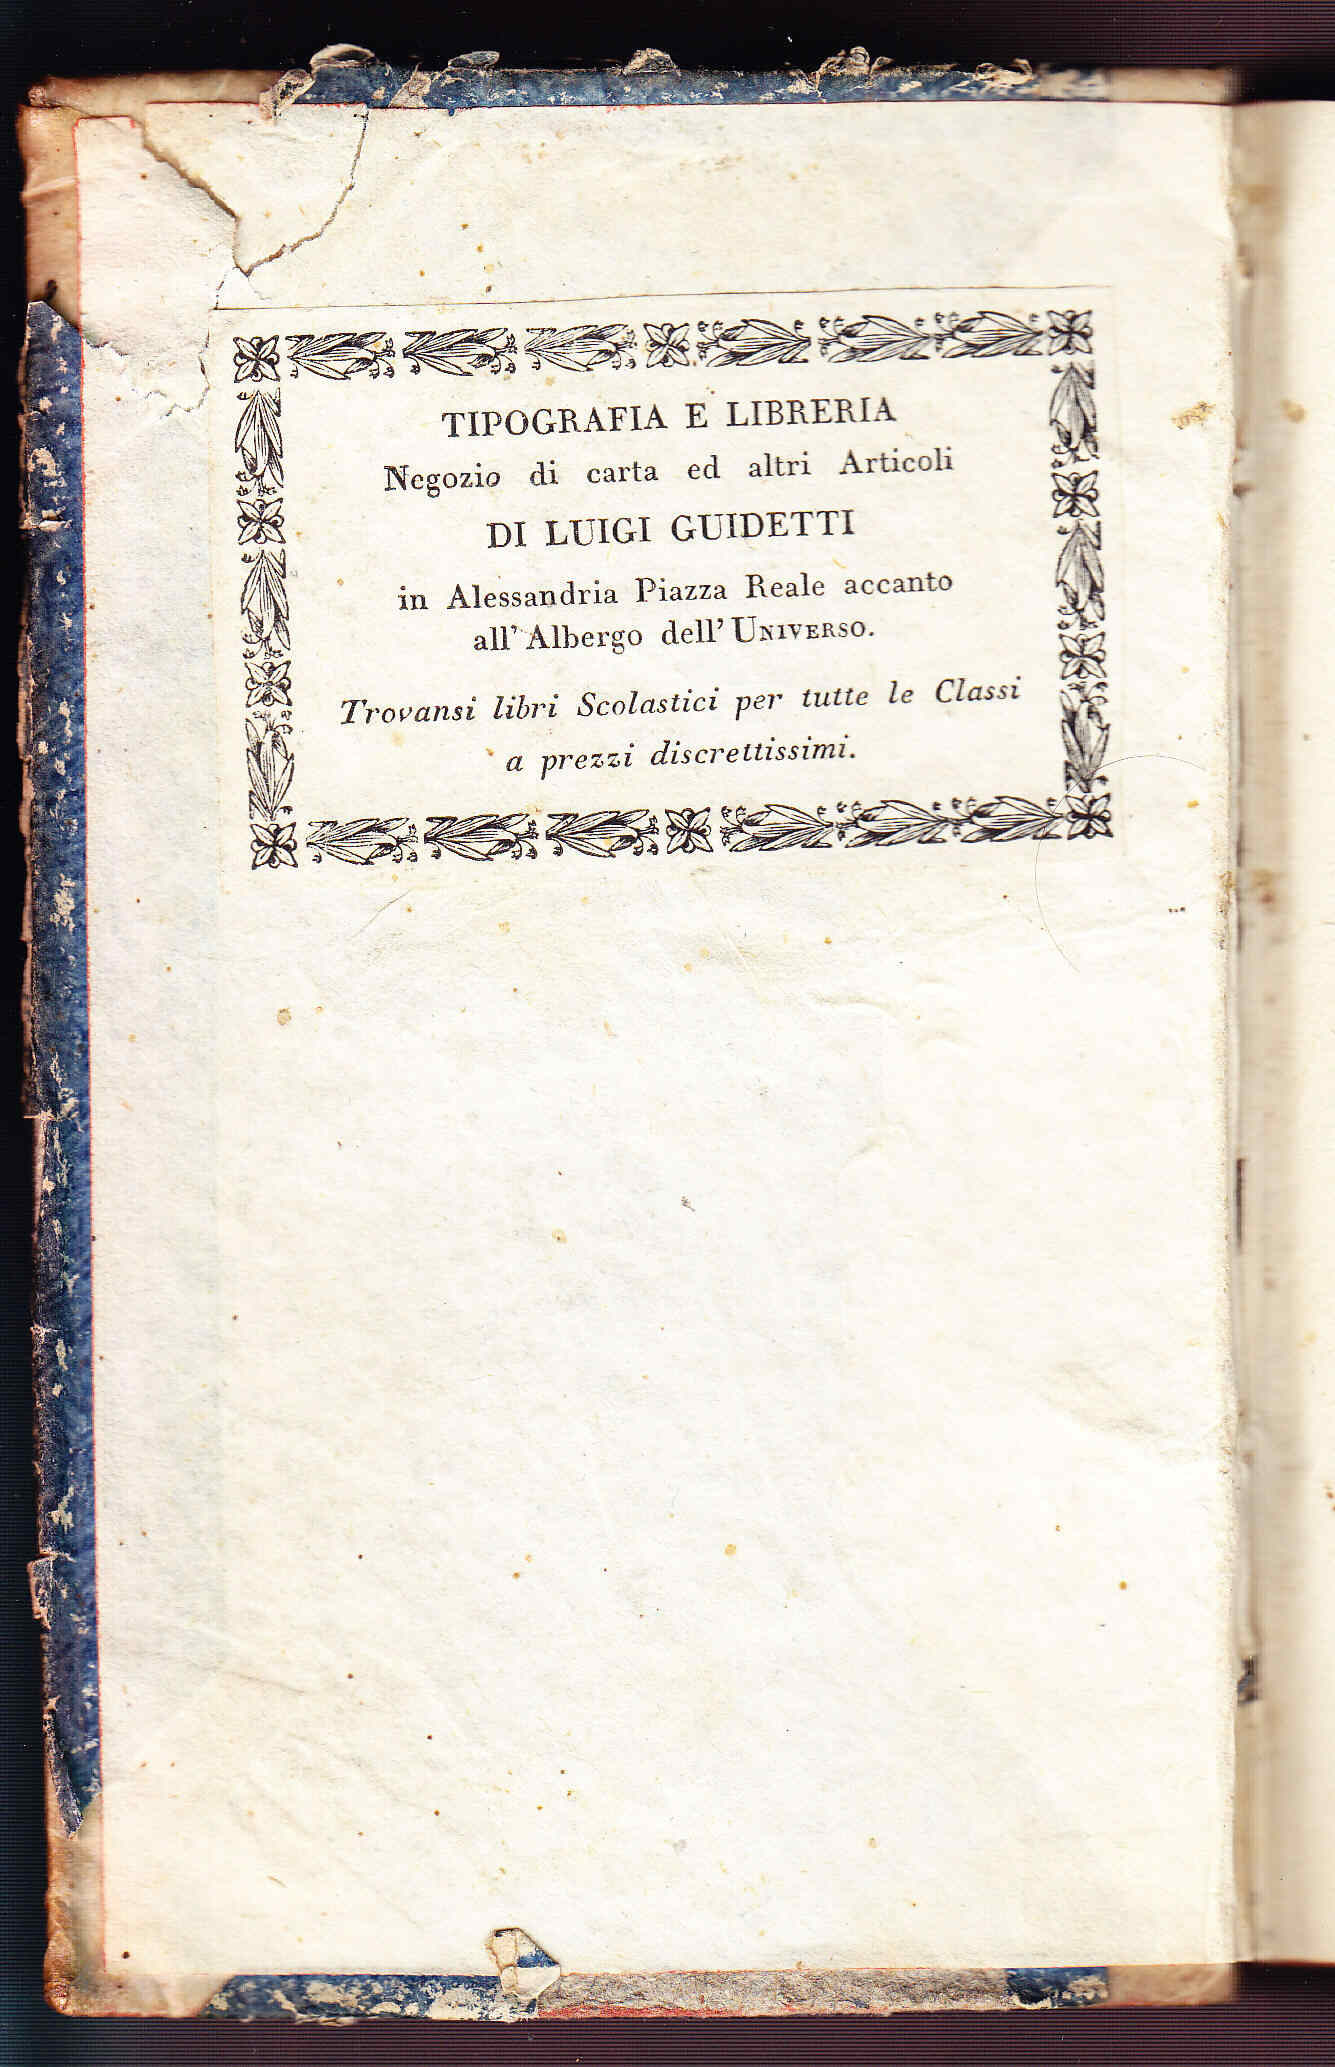 TIPOGRAFIA E LIBRERIA
Negozio di carta ed altri Articoli
DI LUIGI GUIDETTI
in Alessandria Piazza Reale accanto
all' Albergo dell' UNIVERSO.
Trovansi libri Scolastici per tutte le Classi
a prezzi discrettissimi.